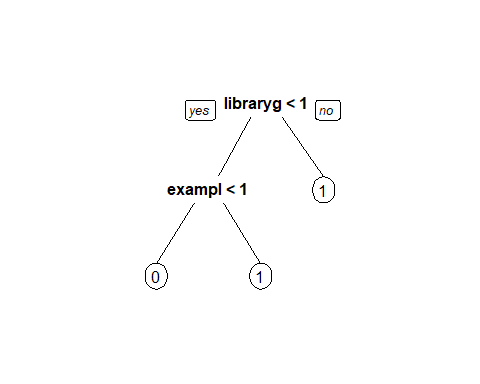 yes libraryg < 1 no
exampl < 1 1
0 1